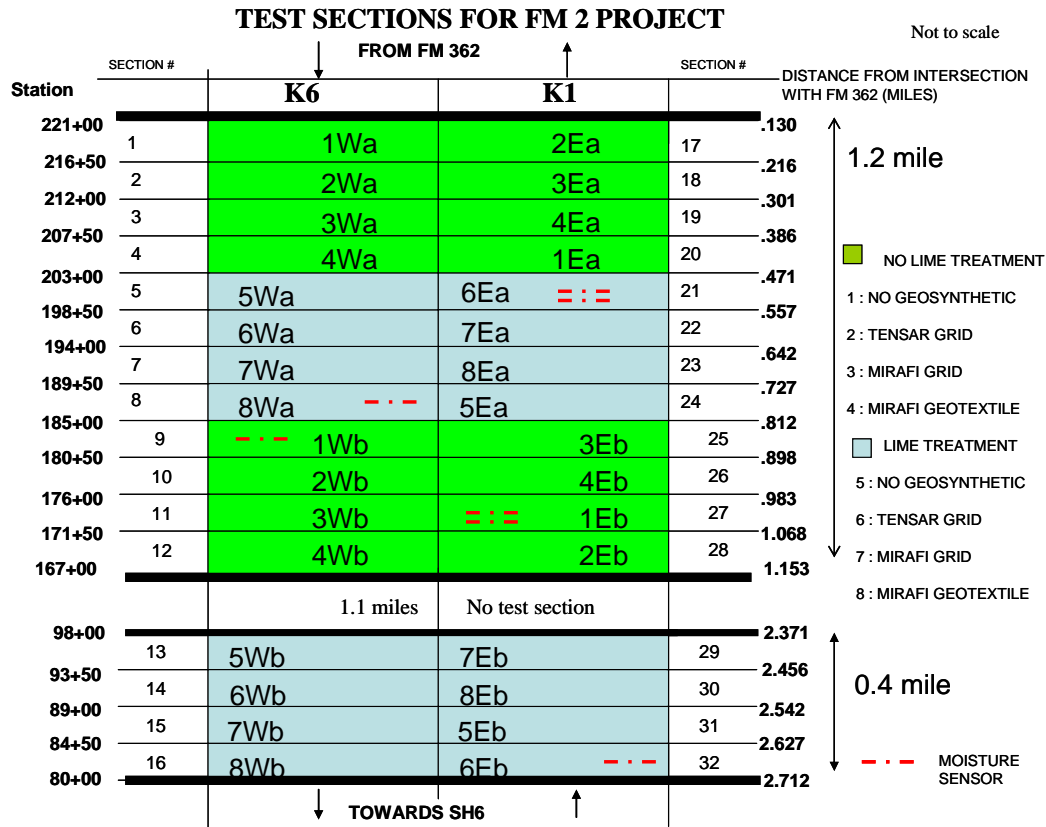 TEST SECTIONS FOR FM 2 PROJECT
Not to scale
FROM FM 362
SECTION #
SECTION #
Station
K6
K1
DISTANCE FROM INTERSECTION
WITH FM 362 (MILES)
221+00
.130
1
1Wa
2Ea
17
1.2 mile
216+50
.216
2
2Wa
3Ea
18
212+00
.301
3
3Wa
4Ea
19
207+50
.386
4
4Wa
1Ea
20
NO LIME TREATMENT
203+00
.471
5
5Wa
6Ea
21
1 : NO GEOSYNTHETIC
198+50
.557
6
6Wa
7Ea
22
2 : TENSAR GRID
194+00
.642
7
7Wa
8Ea
23
3 : MIRAFI GRID
189+50
.727
8
8Wa
5Ea
24
4 : MIRAFI GEOTEXTILE
185+00
.812
9
1Wb
3Eb
25
LIME TREATMENT
180+50
.898
10
2Wb
4Eb
26
5 : NO GEOSYNTHETIC
176+00
.983
11
3Wb
1Eb
27
6 : TENSAR GRID
171+50
1.068
12
4Wb
2Eb
28
7 : MIRAFI GRID
167+00
1.153
8 : MIRAFI GEOTEXTILE
1.1 miles
No test section
98+00
2.371
13
5Wb
7Eb
29
93+50
2.456
14
6Wb
8Eb
30
0.4 mile
89+00
2.542
15
7Wb
5Eb
31
84+50
2.627
16
8Wb
6Eb
32
MOISTURE
SENSOR
80+00
2.712
TOWARDS SH6